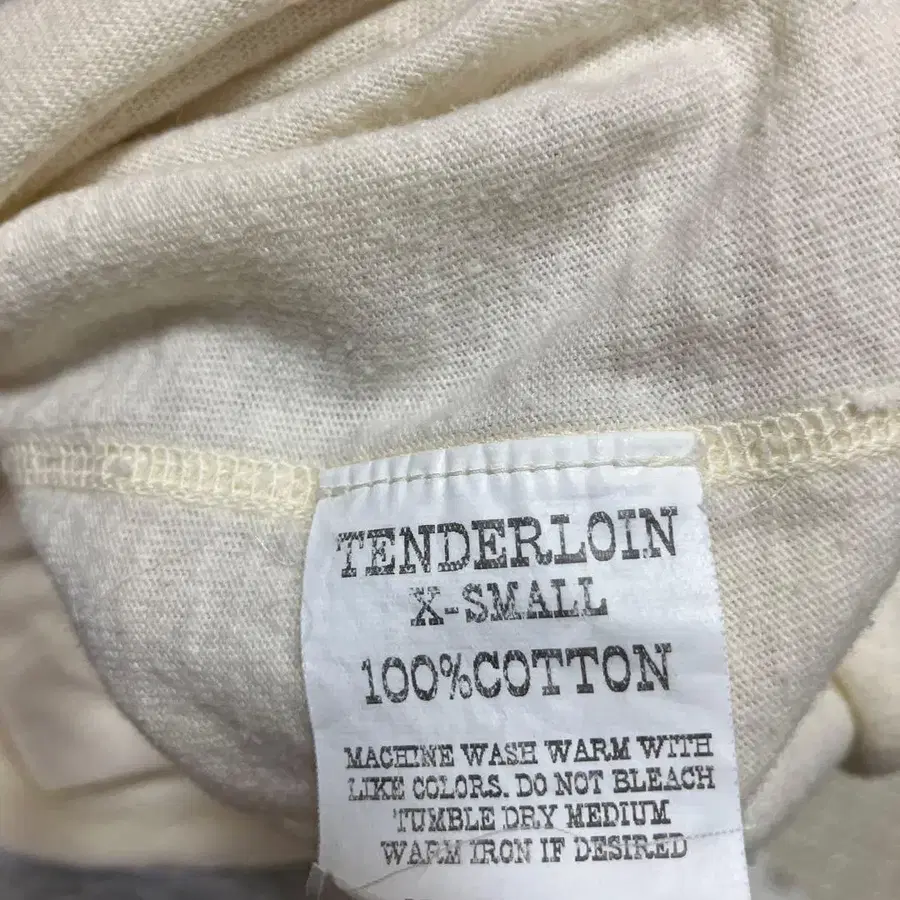 TENDERLOIN
X-SMALL
100%COTTON
MACHINE WASH WARM WITH
LIKE COLORS. DO NOT BLEACH
TUMBLE DRY MEDIUM
WARM IRON IF DESIRED